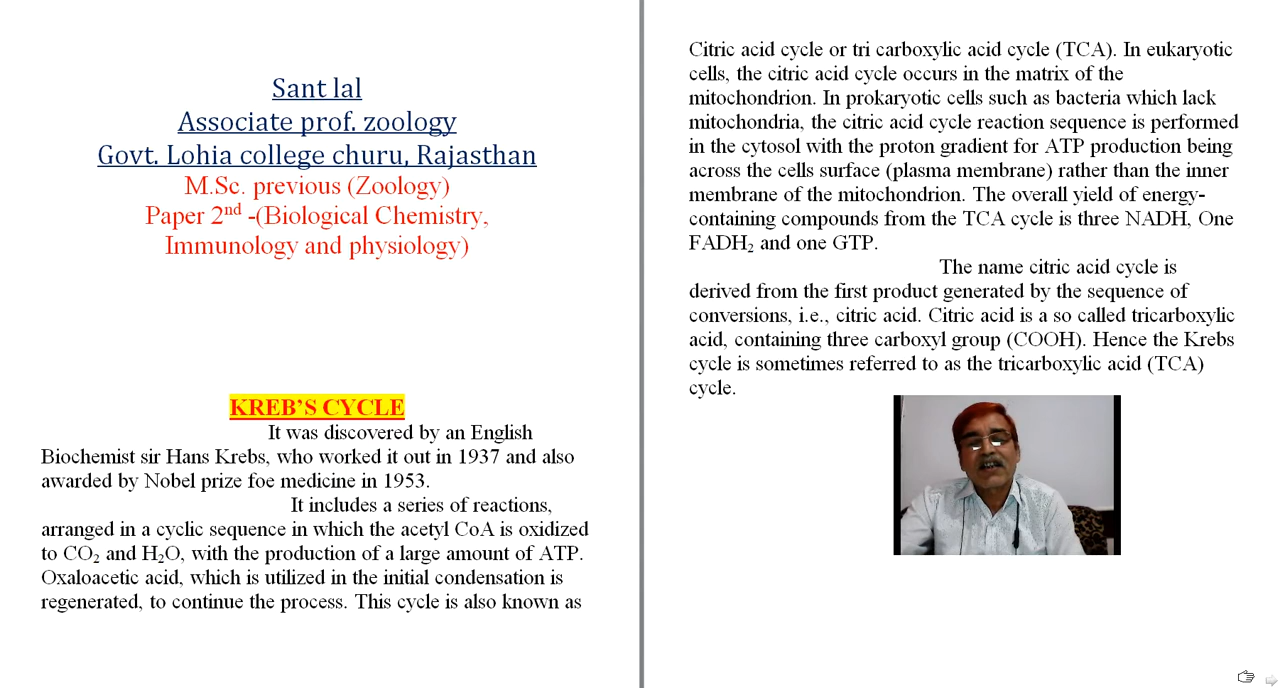 Sant lal
Associate prof. zoology
Govt. Lohia college churu, Rajasthan
M.Sc. previous (Zoology)
Paper 2nd -(Biological Chemistry,
Immunology and physiology)
KREB'S CYCLE
It was discovered by an English
Biochemist sir Hans Krebs, who worked it out in 1937 and also
awarded by Nobel prize foe medicine in 1953.
It includes a series of reactions,
arranged in a cyclic sequence in which the acetyl CoA is oxidized
to CO₂ and H₂O, with the production of a large amount of ATP.
Oxaloacetic acid, which is utilized in the initial condensation is
regenerated, to continue the process. This cycle is also known as
Citric acid cycle or tri carboxylic acid cycle (TCA). In eukaryotic
cells, the citric acid cycle occurs in the matrix of the
mitochondrion. In prokaryotic cells such as bacteria which lack
mitochondria, the citric acid cycle reaction sequence is performed
in the cytosol with the proton gradient for ATP production being
across the cells surface (plasma membrane) rather than the inner
membrane of the mitochondrion. The overall yield of energy-
containing compounds from the TCA cycle is three NADH, One
FADH₂ and one GTP.
The name citric acid cycle is
derived from the first product generated by the sequence of
conversions, i.e., citric acid. Citric acid is a so called tricarboxylic
acid, containing three carboxyl group (COOH). Hence the Krebs
cycle is sometimes referred to as the tricarboxylic acid (TCA)
cycle.